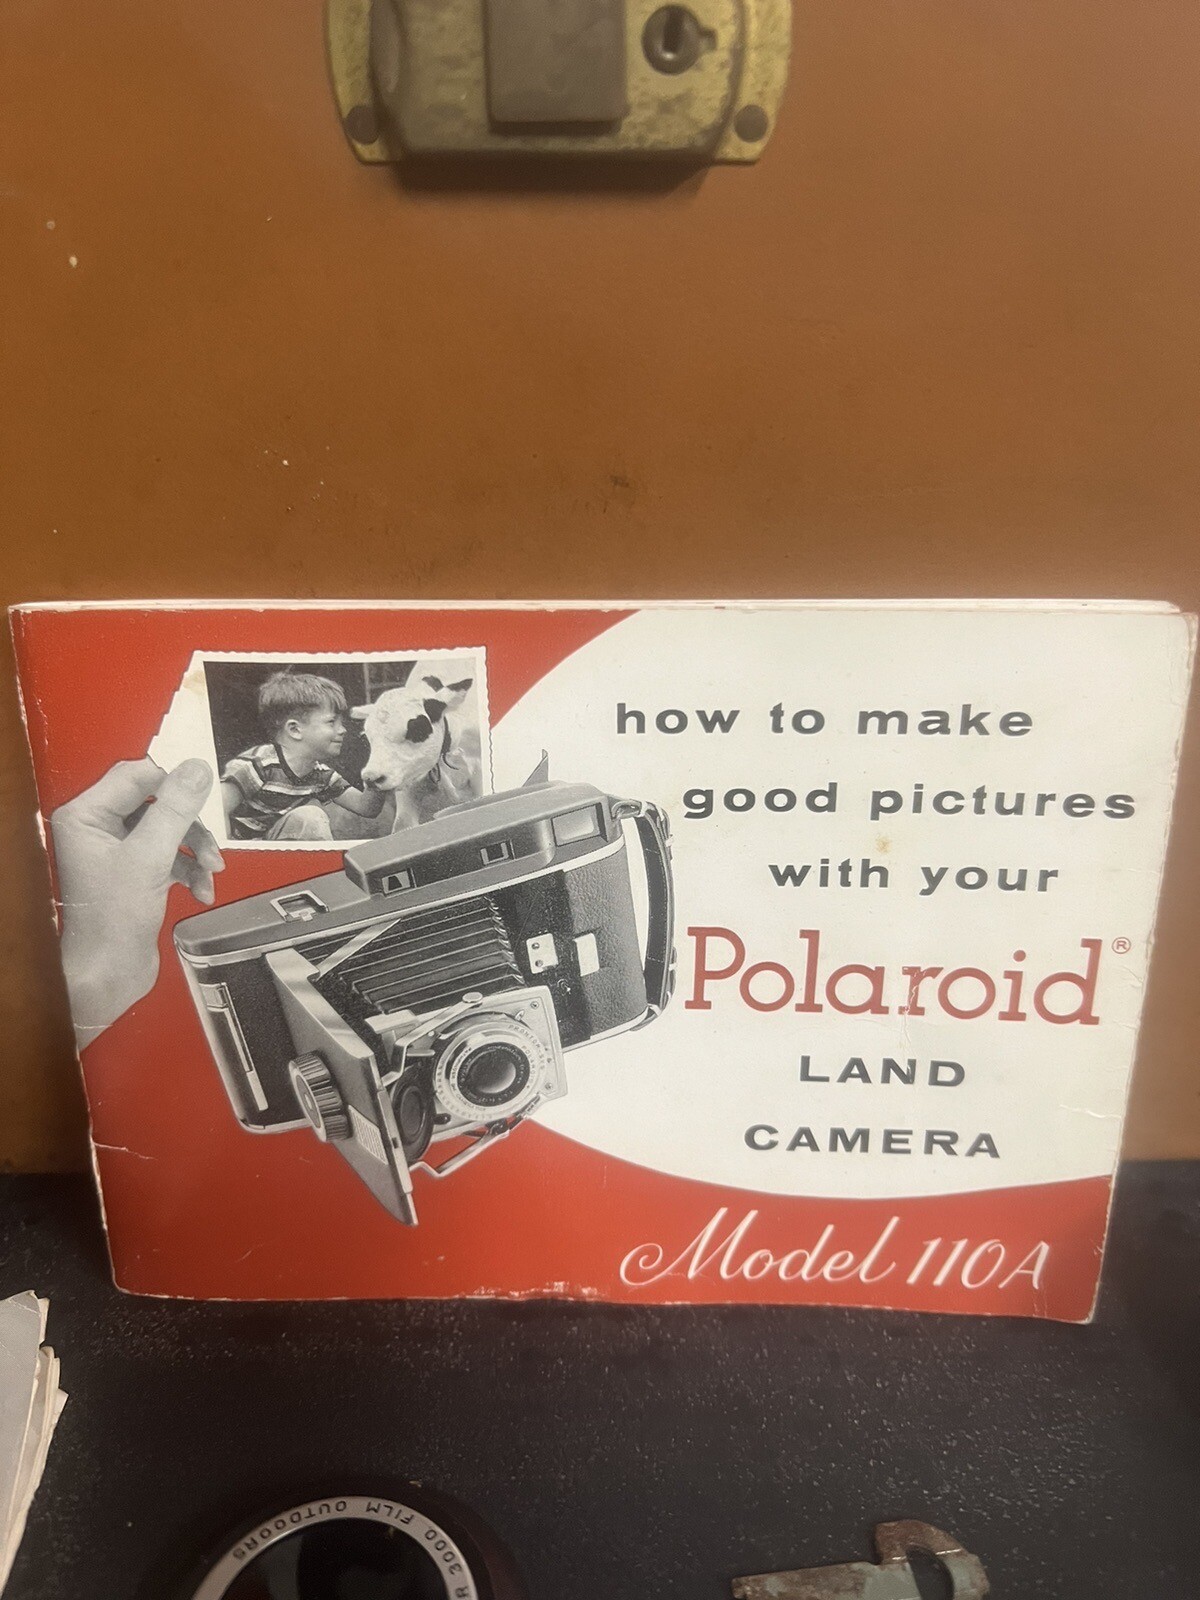 how to make
good pictures
with your
Polaroid®
LAND
CAMERA
Model 110A
R 3000 FILM OUTDOORS